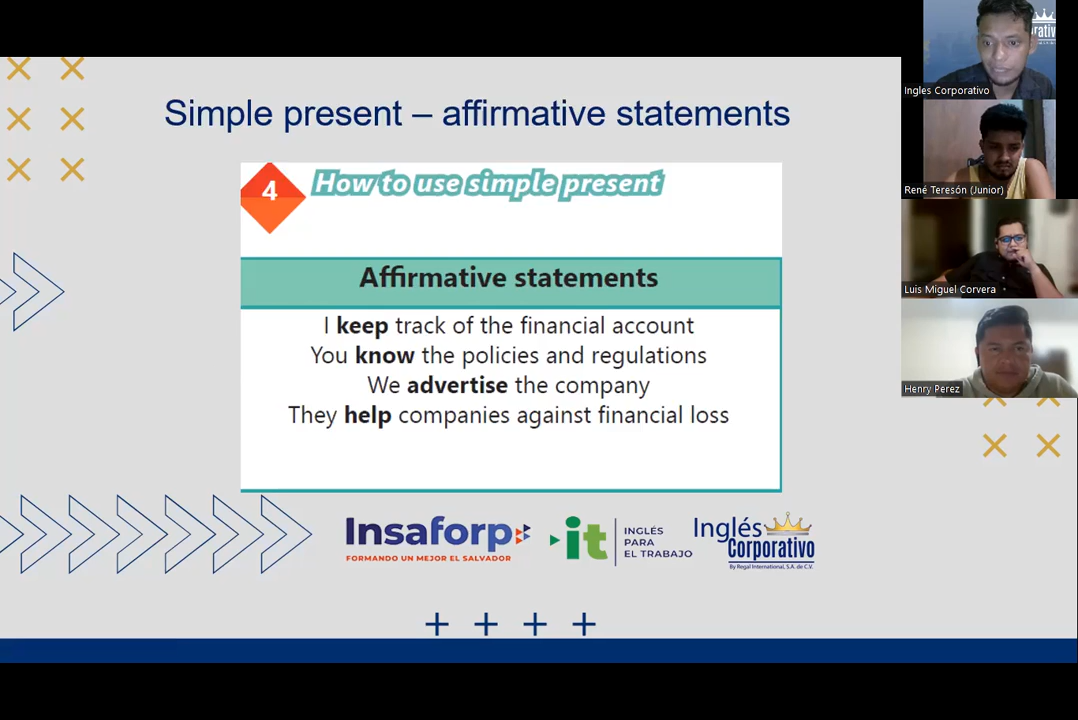 Simple present – affirmative statements
4
How to use simple present
Affirmative statements
I keep track of the financial account
You know the policies and regulations
We advertise the company
They help companies against financial loss
Insaforp
FORMANDO UN MEJOR EL SALVADOR
it
INGLÉS
PARA
EL TRABAJO
Inglés
Corporativo
By Regal International, S.A. de C.V.
rativ
Ingles Corporativo
René Teresón (Junior)
Luis Miguel Corvera
Henry Perez